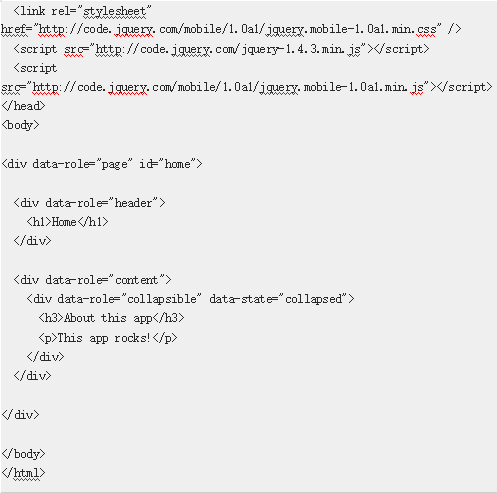 <link rel="stylesheet"
href="http://code.jquery.com/mobile/1.0a1/jquery.mobile-1.0a1.min.css" />
<script src="http://code.jquery.com/jquery-1.4.3.min.js"></script>
<script
src="http://code.jquery.com/mobile/1.0a1/jquery.mobile-1.0a1.min.js"></script>
</head>
<body>
<div data-role="page" id="home">
<div data-role="header">
<h1>Home</h1>
</div>
<div data-role="content">
<div data-role="collapsible" data-state="collapsed">
<h3>About this app</h3>
<p>This app rocks!</p>
</div>
</div>
</div>
</body>
</html>